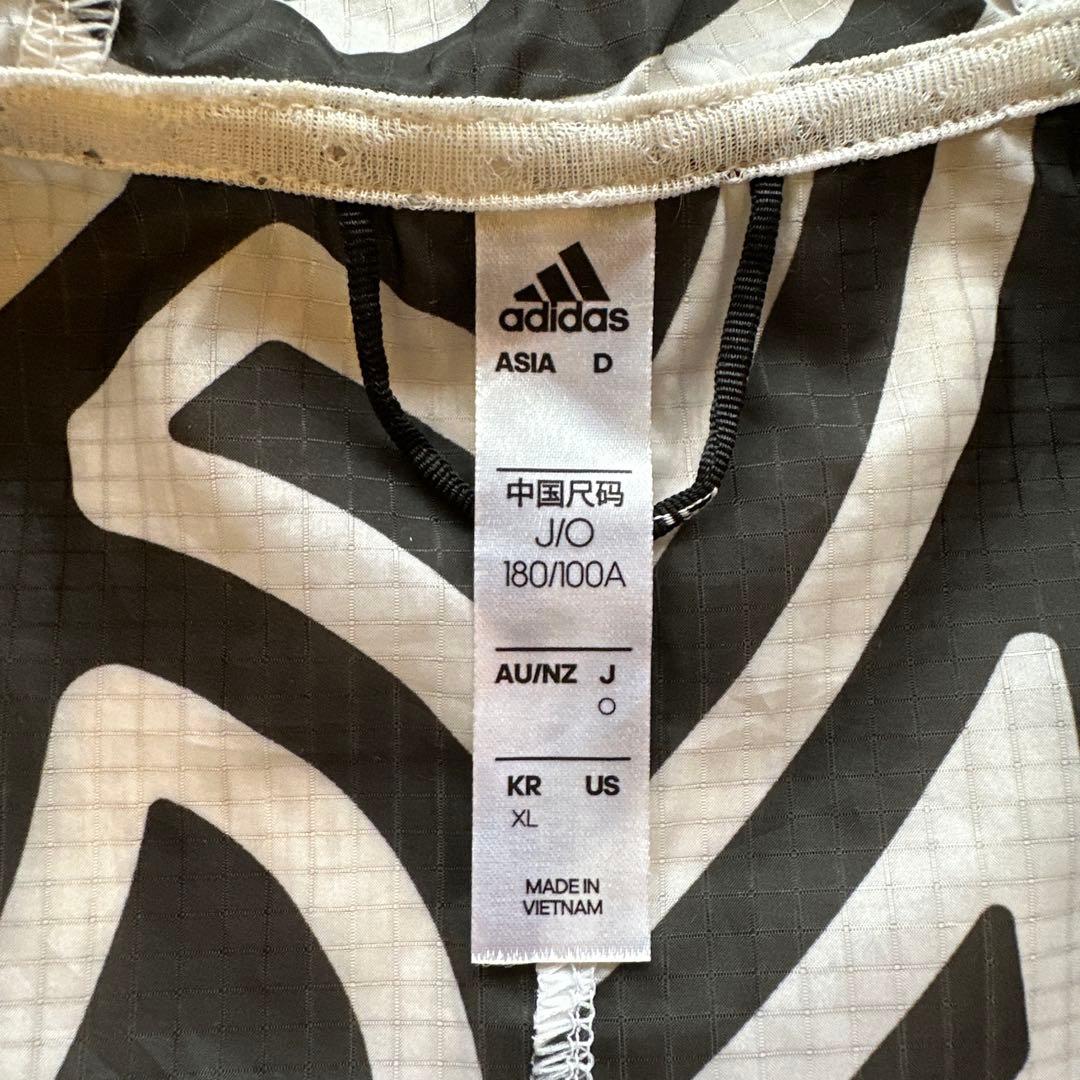 adidas
ASIA D
中国尺码
J/O
180/100A
AU/NZ J
O
KR US
XL
MADE IN
VIETNAM